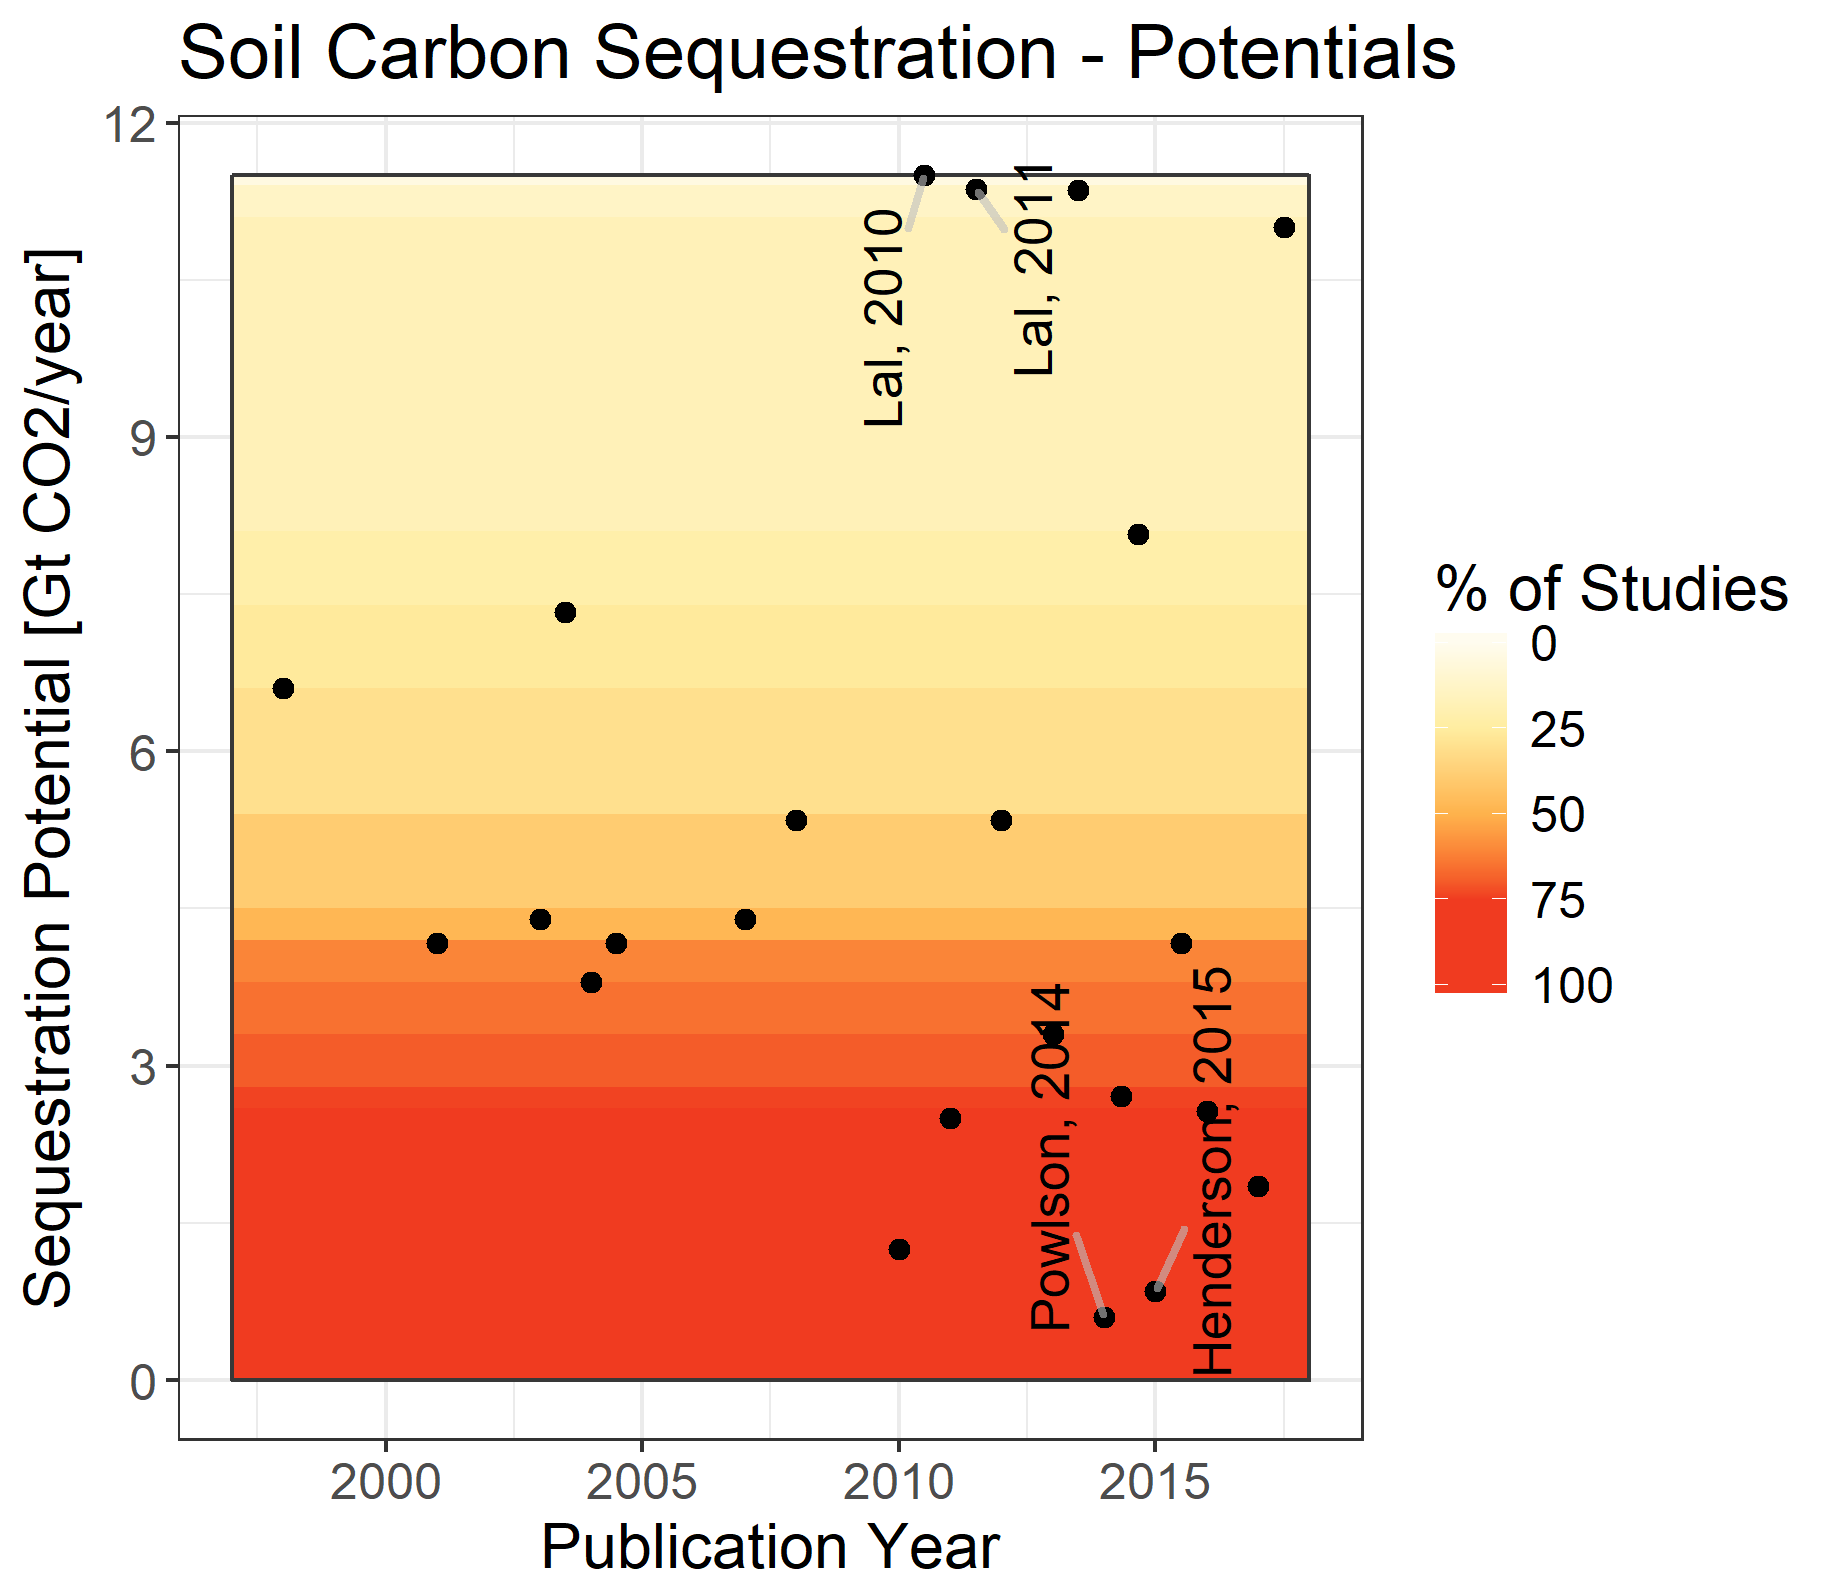 Soil Carbon Sequestration - Potentials
Sequestration Potential [Gt CO2/year]
12
9
6
3
0
Lal, 2010
Lal, 2011
Powlson, 2014
Henderson, 2015
2000
2005
2010
2015
Publication Year
% of Studies
0
25
50
75
100